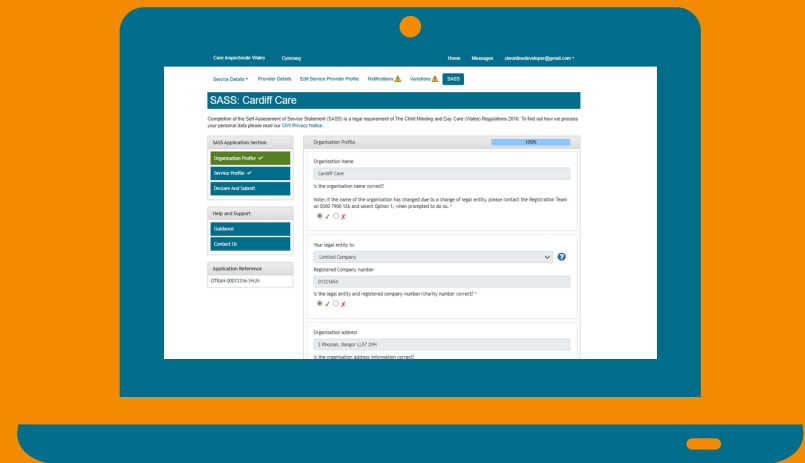 Care Inspectorate Wales Cymraeg Home Messages
Service Details Provider Details Edit Service Provider Profile Notifications Variations SASS
SASS: Cardiff Care
Completion of the Self Assessment of Service Statement (SASS) is a legal requirement of The Child Minding and Day Care (Wales) Regulations 2010. To find out how we process
your personal data please read our CIW Privacy Notice.
SASS Application Section
Organisation Profile ✓
Service Profile ✓
Declare And Submit
Help and Support
Guidance
Contact Us
Application Reference
Organisation Profile 100%
Organisation Name
Cardiff Care
Is the organisation name correct?
Note: If the name of the organisation has changed due to a change of legal entity, please contact the Registration Team
on 0300 7900 126 and select Option 1, when prompted to do so. *
✓ ✗
Your legal entity is:
Limited Company
Registered Company number
01321654
Is the legal entity and registered company number/charity number correct? *
✓ ✗
Organisation address
Is the organisation address information correct?